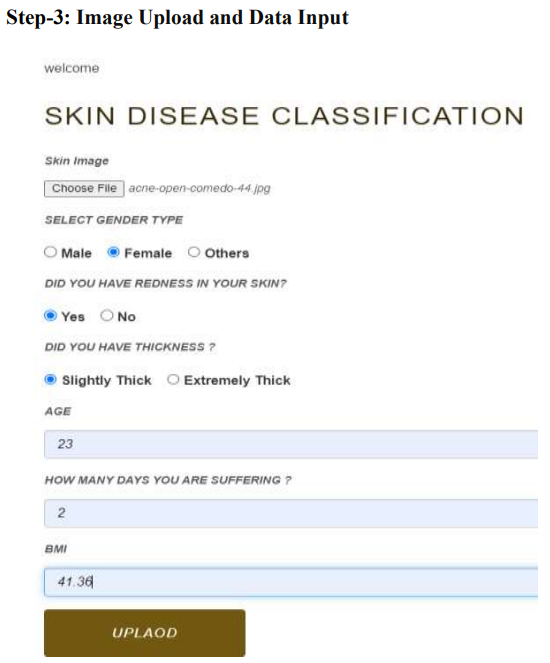 Step-3: Image Upload and Data Input
welcome
SKIN DISEASE CLASSIFICATION
Skin Image
Choose File acne-open-comedo-44.jpg
SELECT GENDER TYPE
Male Female Others
DID YOU HAVE REDNESS IN YOUR SKIN?
Yes No
DID YOU HAVE THICKNESS ?
Slightly Thick Extremely Thick
AGE
23
HOW MANY DAYS YOU ARE SUFFERING ?
2
BMI
41.36
UPLAOD